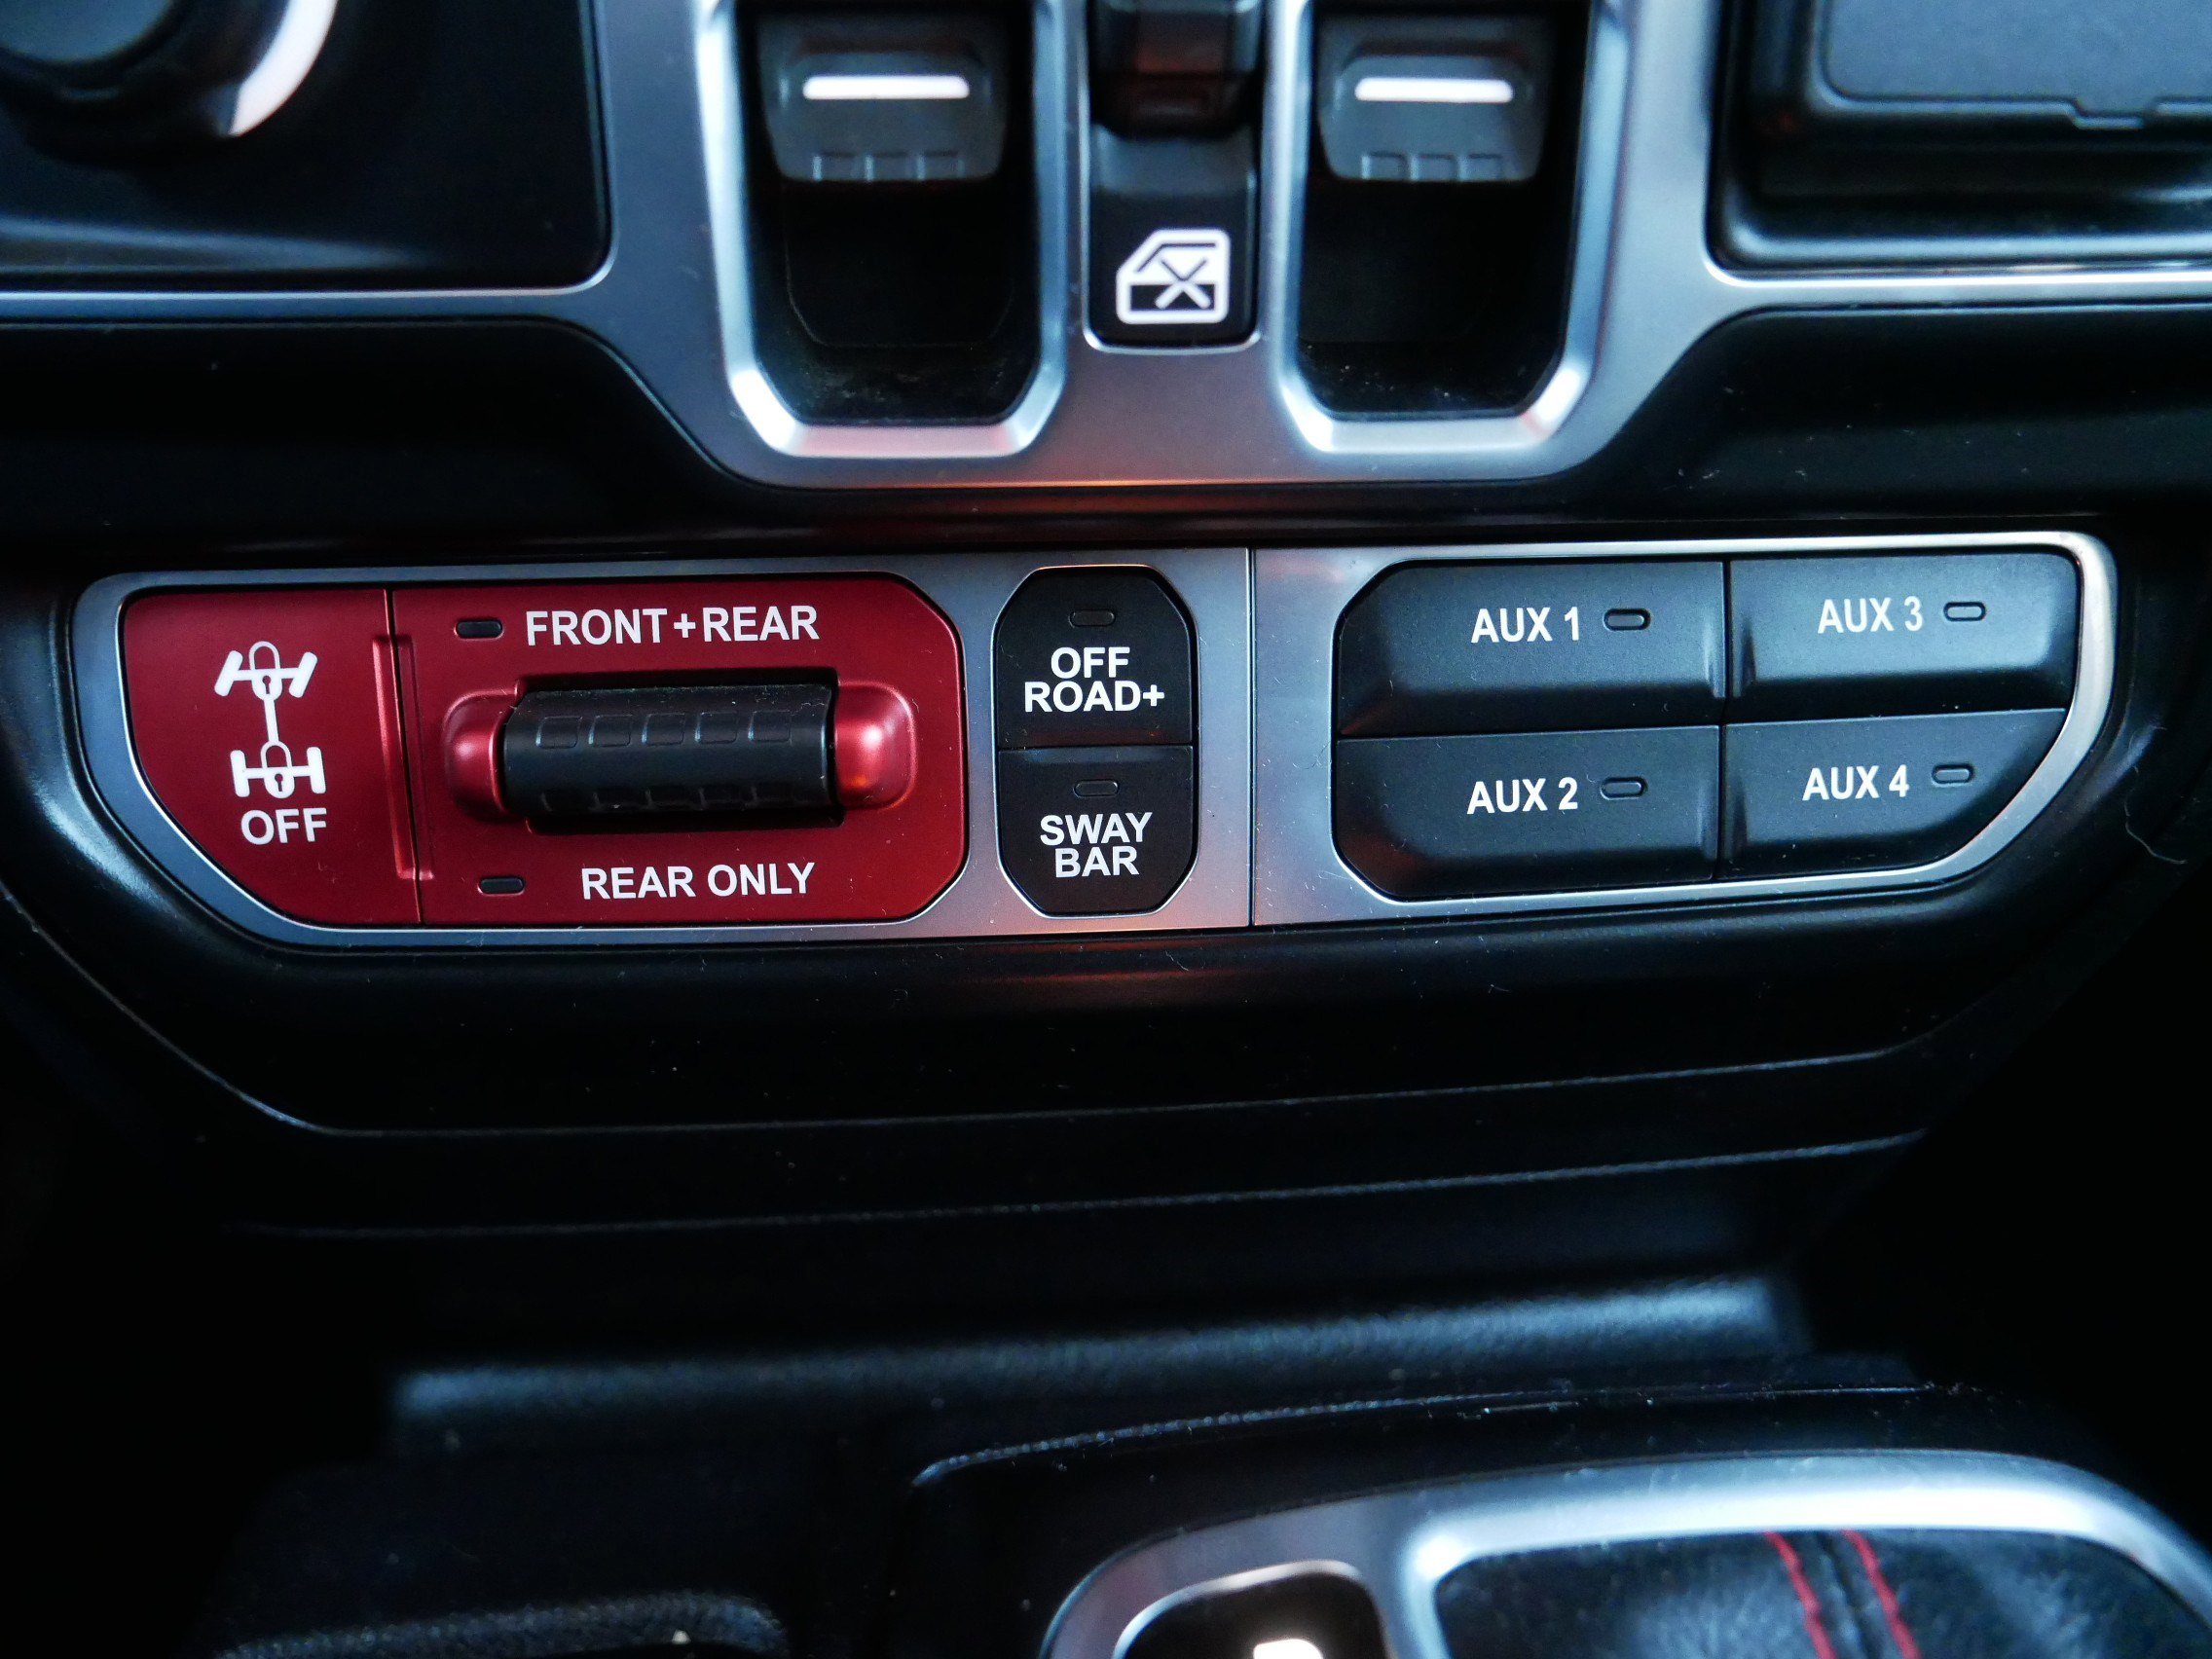 FRONT+REAR
OFF
REAR ONLY
OFF
ROAD+
SWAY
BAR
AUX 1
AUX 3
AUX 2
AUX 4